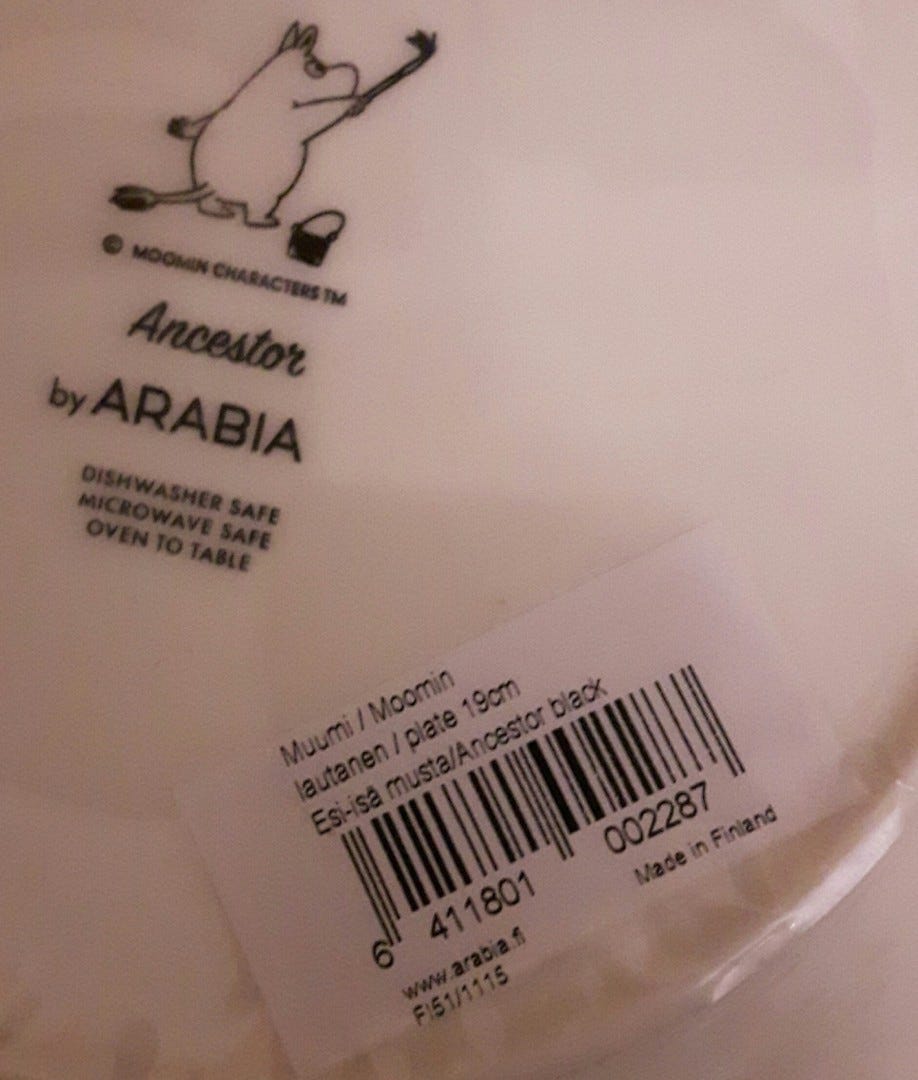 © MOOMIN CHARACTERS TM
Ancestor
by ARABIA
DISHWASHER SAFE
MICROWAVE SAFE
OVEN TO TABLE
Muumi / Moomin
lautanen / plate 19cm
Esi-isä musta/Ancestor black
6 411801 002287
www.arabia.fi
Made in Finland
FI51/1115